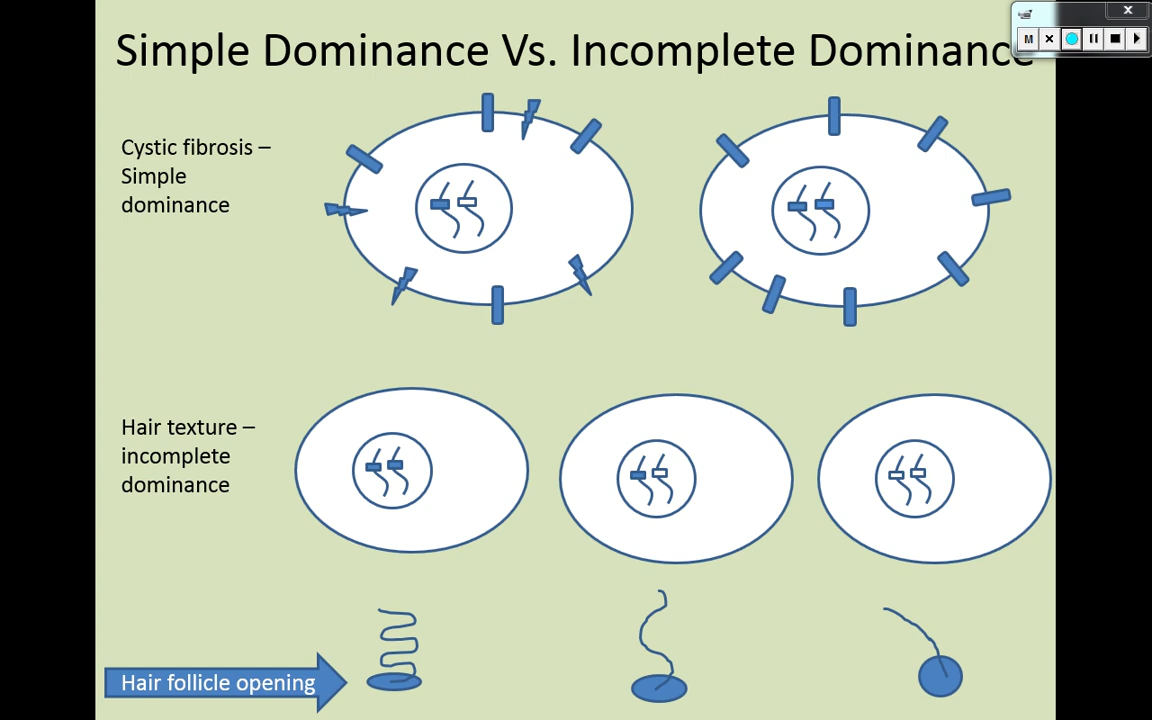 Simple Dominance Vs. Incomplete Dominance
M
Cystic fibrosis –
Simple
dominance
Hair texture –
incomplete
dominance
Hair follicle opening